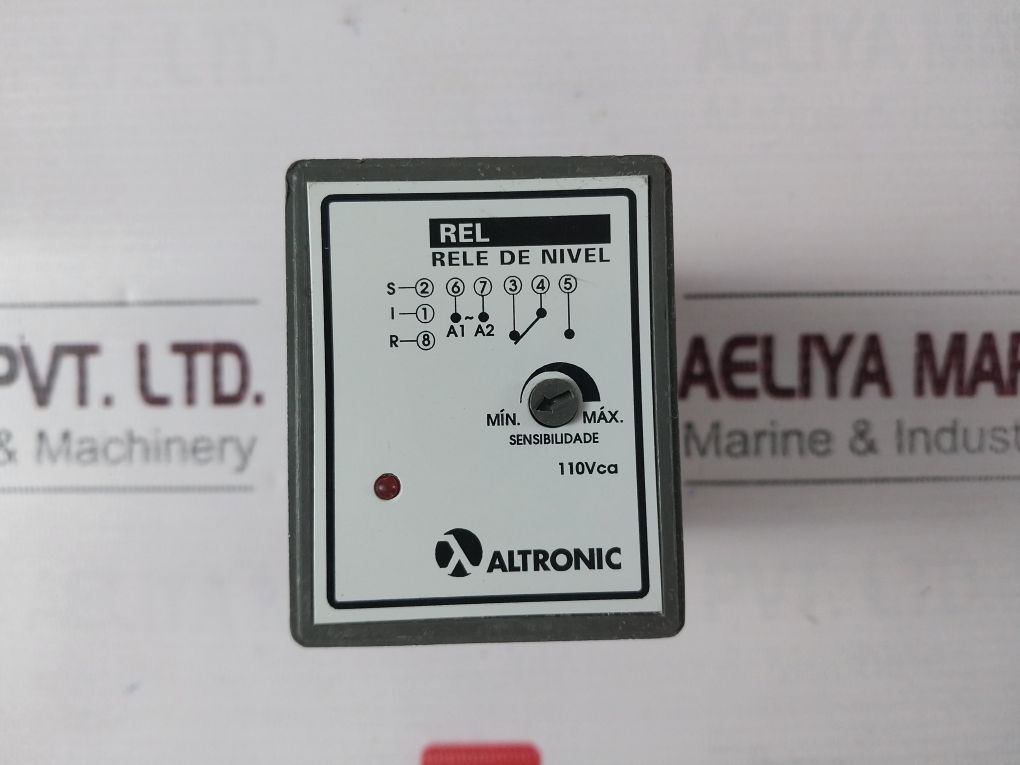 REL
RELE DE NIVEL
S 2 6 7 3 4 5
I 1 ~
A1 A2
R 8
MÍN. MÁX.
SENSIBILIDADE
110Vca
ALTRONIC
PVT. LTD.
& Machinery
AELIYA MAR
Marine & Indust